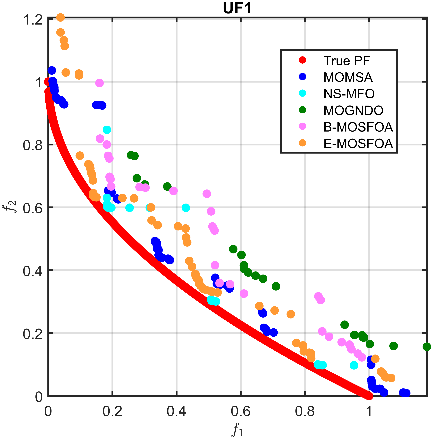 UF1
1.2
1
0.8
0.6
0.4
0.2
0
f₂
True PF
MOMSA
NS-MFO
MOGNDO
B-MOSFOA
E-MOSFOA
0 0.2 0.4 0.6 0.8 1
f₁